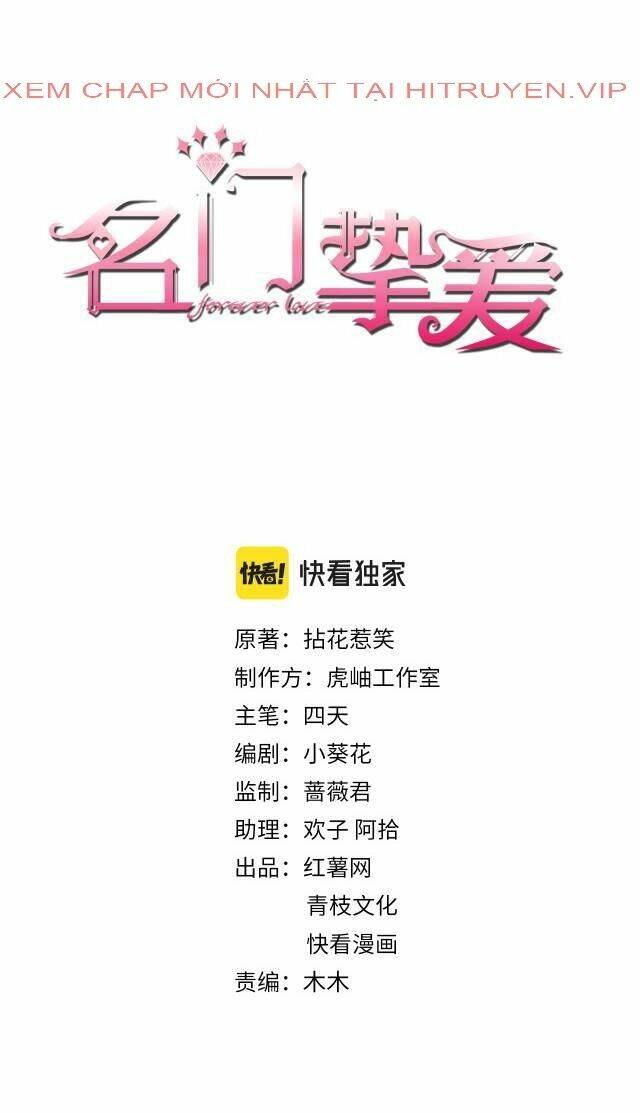 XEM CHAP MỚI NHẤT TẠI HITRUYEN.VIP
名门挚爱
forever love
快看! 快看独家
原著：拈花惹笑
制作方：虎岫工作室
主笔：四天
编剧：小葵花
监制：蔷薇君
助理：欢子 阿拾
出品：红薯网
青枝文化
快看漫画
责编：木木